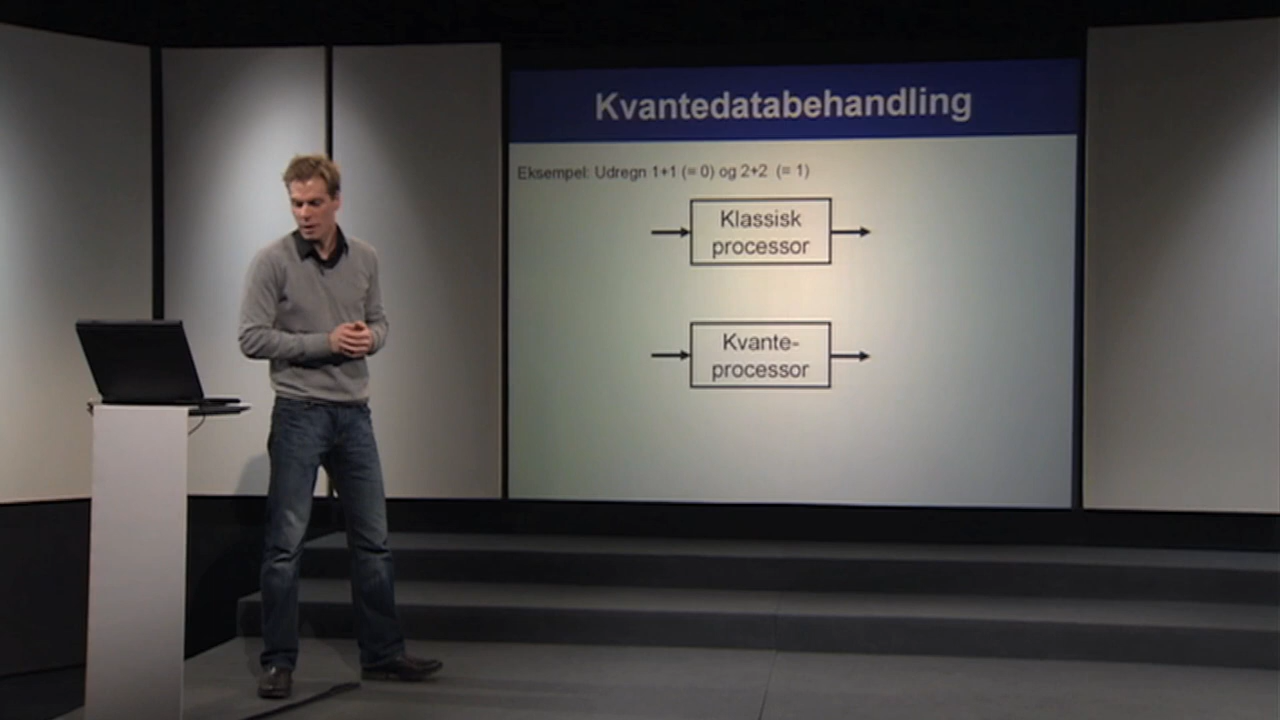 Kvantedatabehandling
Eksempel: Udregn 1+1 (= 0) og 2+2 (= 1)
Klassisk
processor
Kvante-
processor